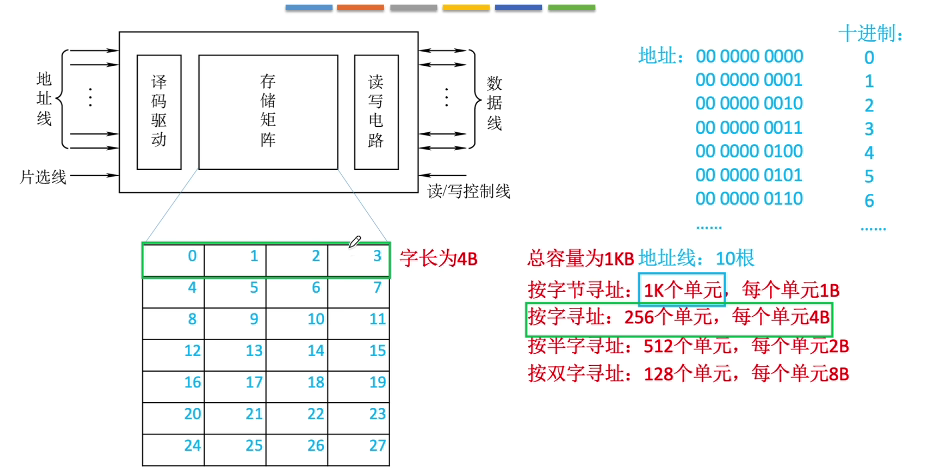 地址线
译码驱动
存储矩阵
读写电路
数据线
⋮
⋮
片选线
读/写控制线
十进制：
地址：00 0000 0000 0
00 0000 0001 1
00 0000 0010 2
00 0000 0011 3
00 0000 0100 4
00 0000 0101 5
00 0000 0110 6
...... ......
0 1 2 3
字长为4B
4 5 6 7
8 9 10 11
12 13 14 15
16 17 18 19
20 21 22 23
24 25 26 27
总容量为1KB 地址线：10根
按字节寻址：1K个单元，每个单元1B
按字寻址：256个单元，每个单元4B
按半字寻址：512个单元，每个单元2B
按双字寻址：128个单元，每个单元8B